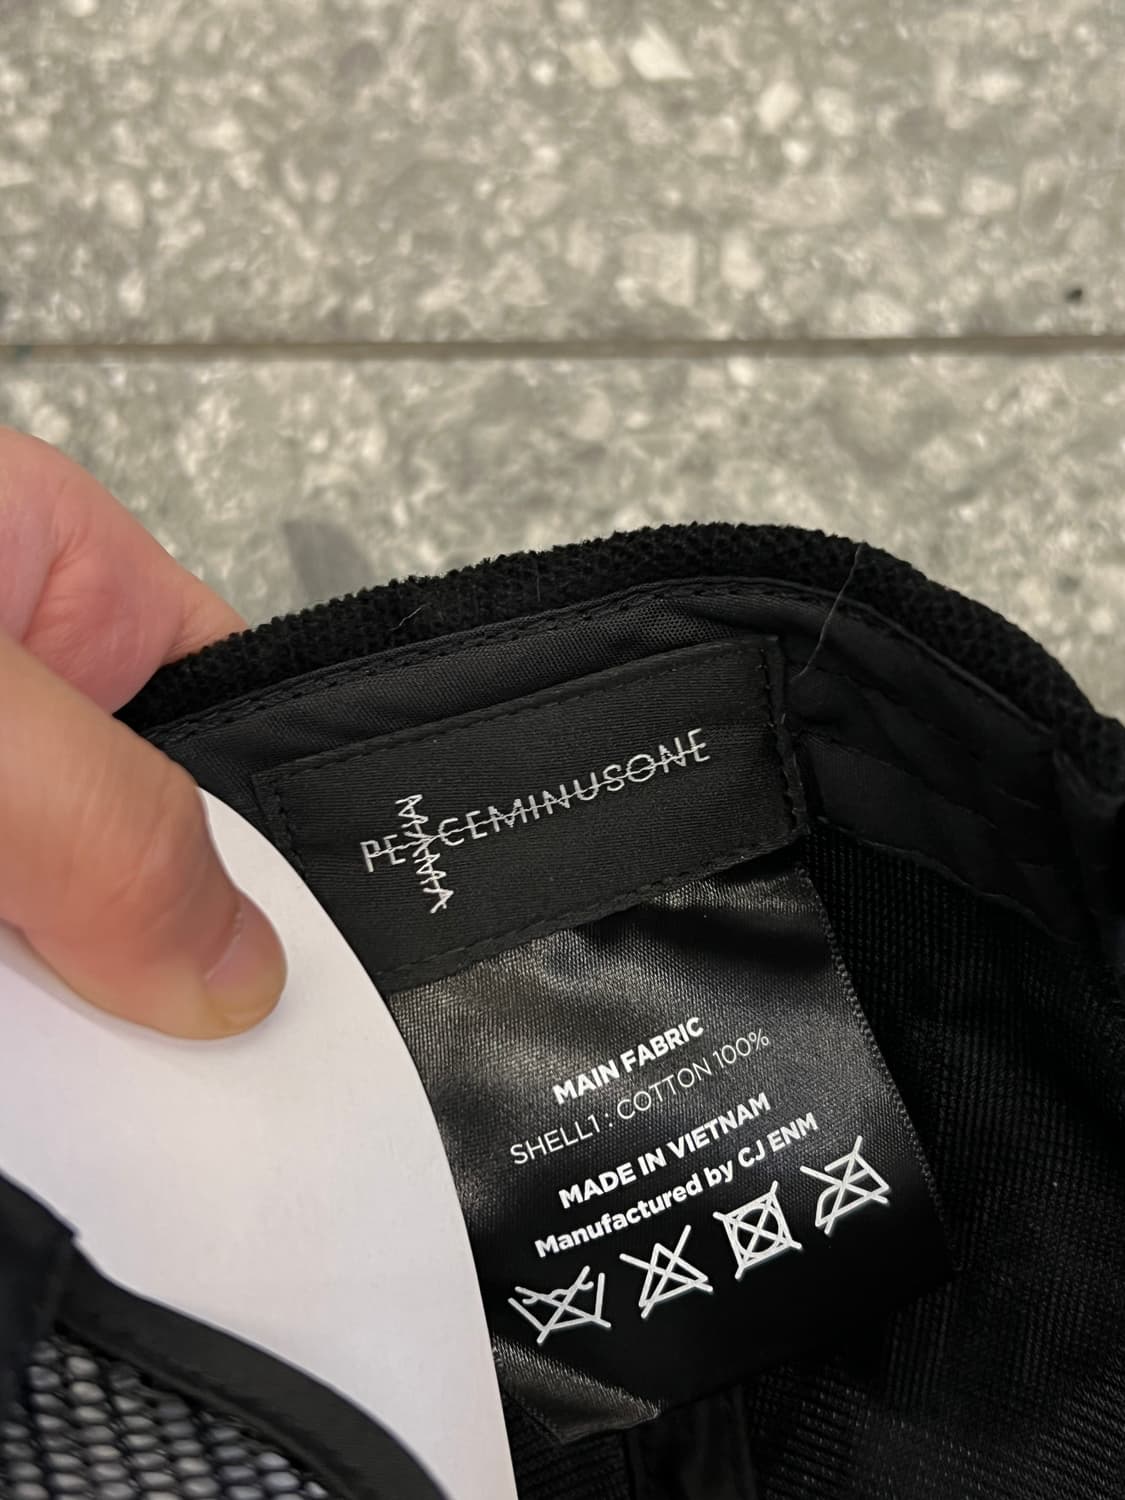 PEACEMINUSONE
MAIN FABRIC
SHELL1 : COTTON 100%
MADE IN VIETNAM
Manufactured by CJ ENM